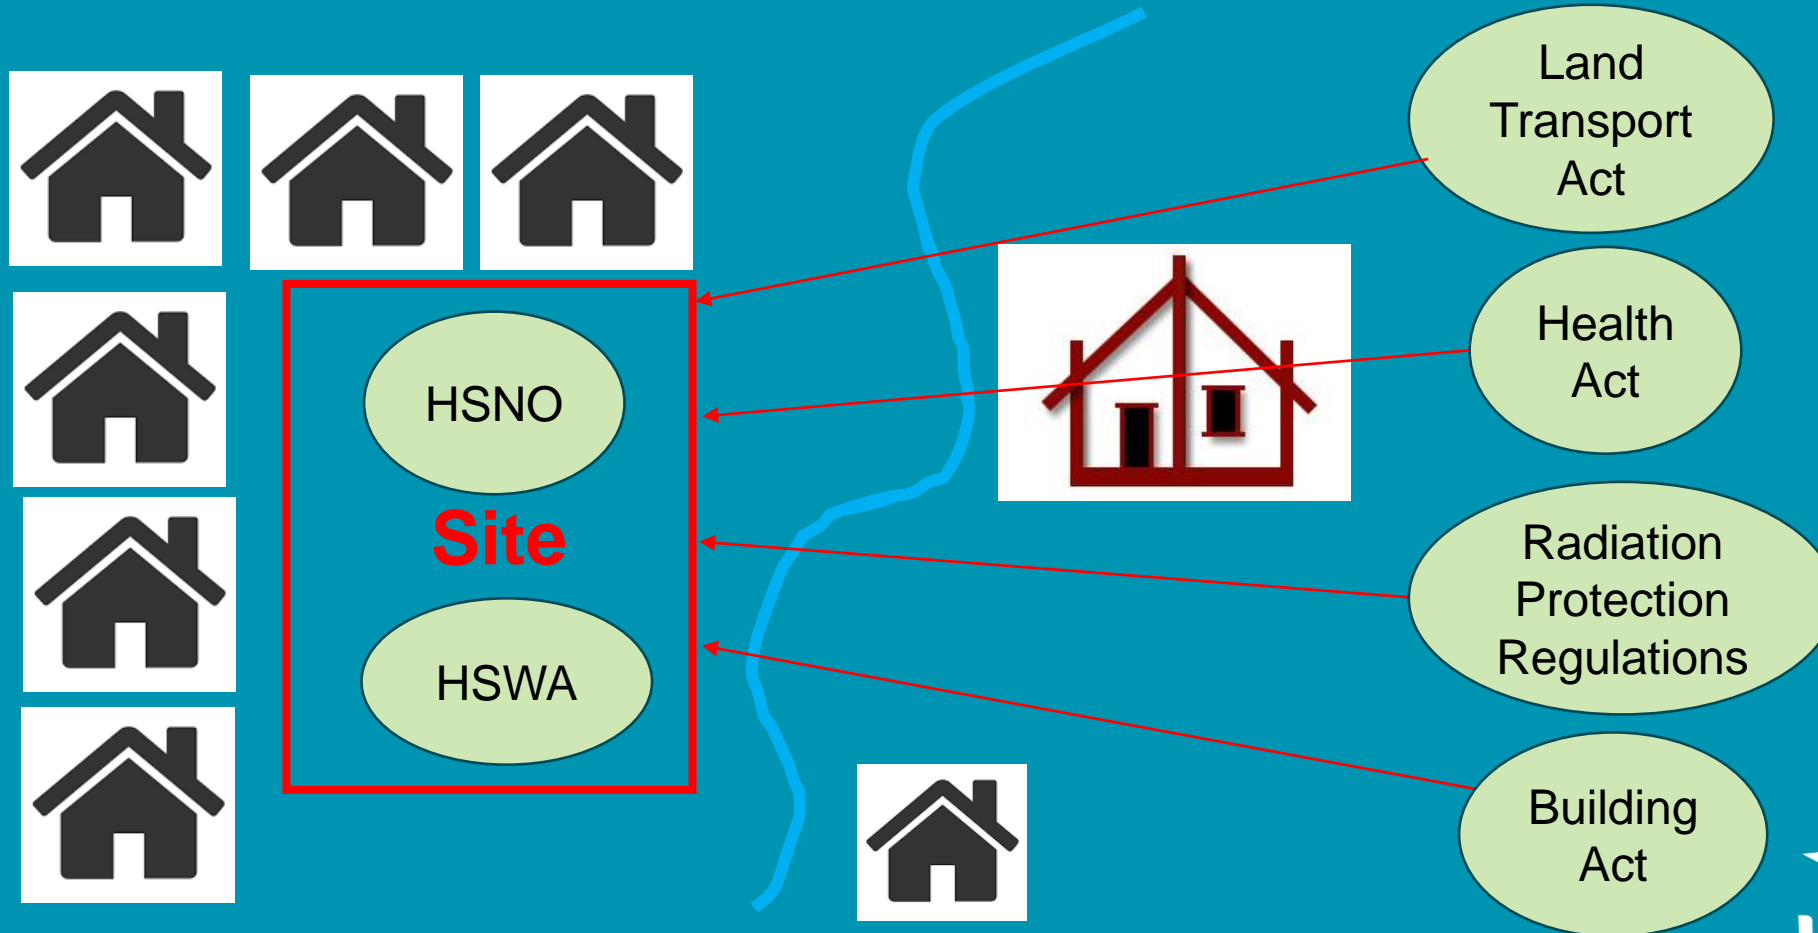 Land
Transport
Act
Health
Act
HSNO
Site
Radiation
Protection
Regulations
HSWA
Building
Act